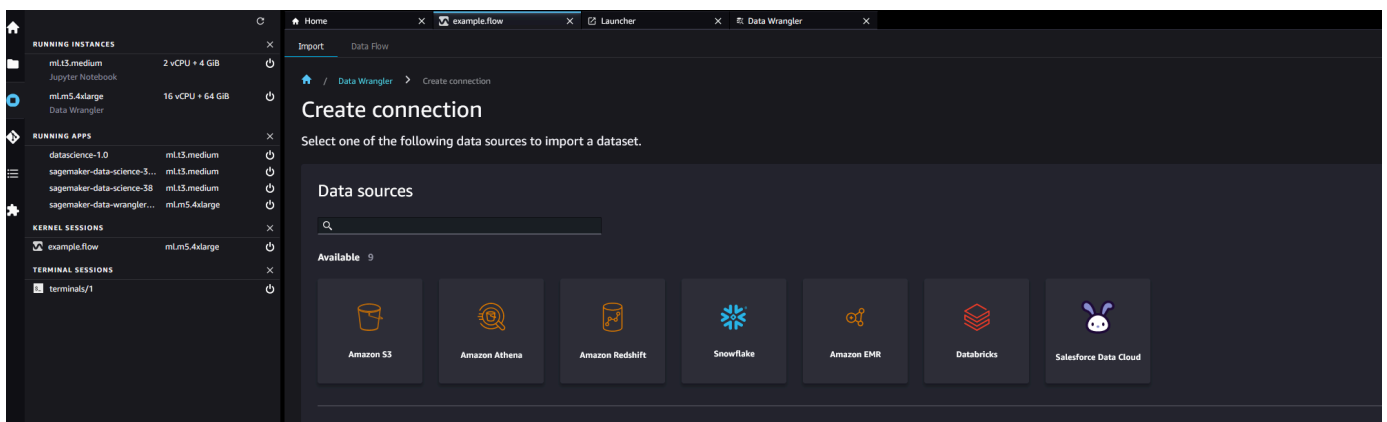 Home
example.flow
Launcher
Data Wrangler
RUNNING INSTANCES
ml.t3.medium 2 vCPU + 4 GiB
Jupyter Notebook
ml.m5.4xlarge 16 vCPU + 64 GiB
Data Wrangler
RUNNING APPS
datascience-1.0 ml.t3.medium
sagemaker-data-science-3... ml.t3.medium
sagemaker-data-science-38 ml.t3.medium
sagemaker-data-wrangler... ml.m5.4xlarge
KERNEL SESSIONS
example.flow ml.m5.4xlarge
TERMINAL SESSIONS
terminals/1
Import Data Flow
/ Data Wrangler > Create connection
Create connection
Select one of the following data sources to import a dataset.
Data sources
Available 9
Amazon S3
Amazon Athena
Amazon Redshift
Snowflake
Amazon EMR
Databricks
Salesforce Data Cloud